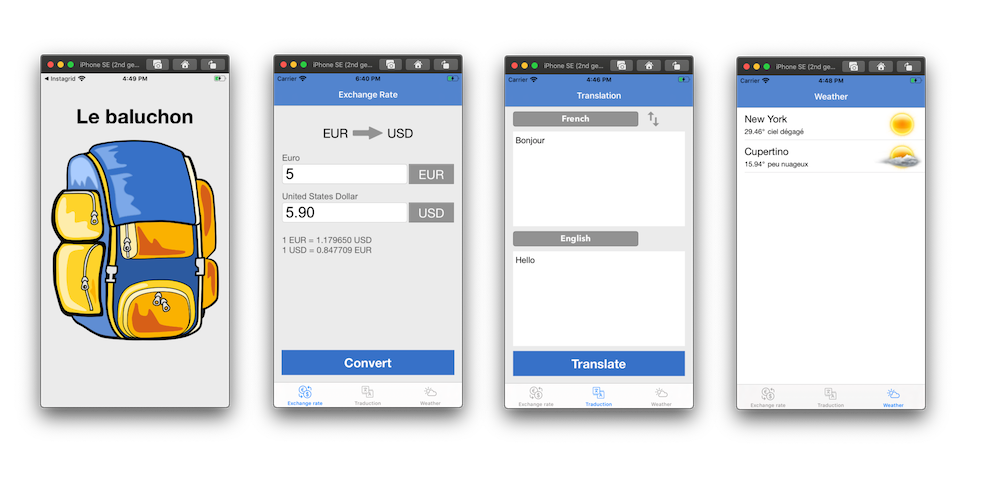 iPhone SE (2nd ge...
Instagrid
4:49 PM
Le baluchon
iPhone SE (2nd ge...
Carrier
6:40 PM
Exchange Rate
EUR USD
Euro
5 EUR
United States Dollar
5.90 USD
1 EUR = 1.179650 USD
1 USD = 0.847709 EUR
Convert
Exchange rate Traduction Weather
iPhone SE (2nd ge...
Carrier
4:46 PM
Translation
French
Bonjour
English
Hello
Translate
Exchange rate Traduction Weather
iPhone SE (2nd ge...
Carrier
4:48 PM
Weather
New York
29.46° ciel dégagé
Cupertino
15.94° peu nuageux
Exchange rate Traduction Weather